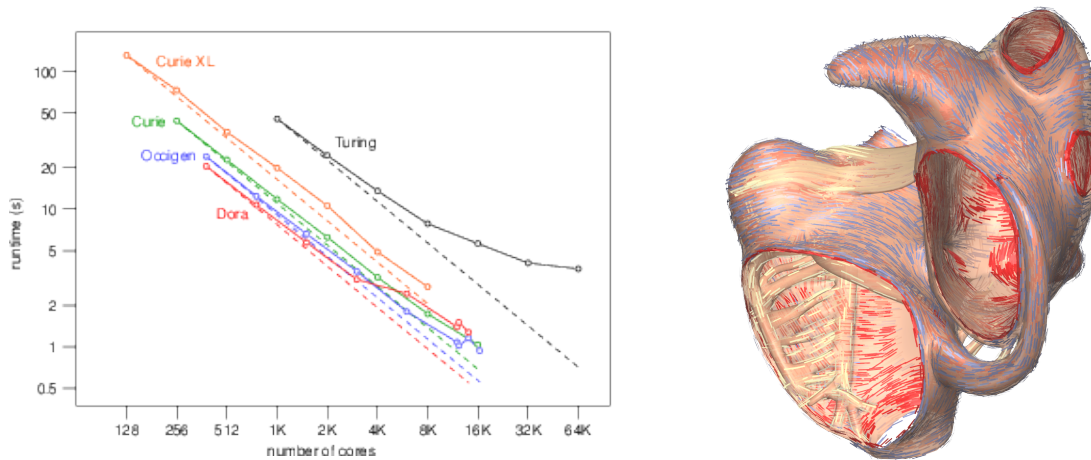 100
50
20
10
5
2
1
0.5
runtime (s)
Curie XL
Curie
Occigen
Dora
Turing
128 256 512 1K 2K 4K 8K 16K 32K 64K
number of cores